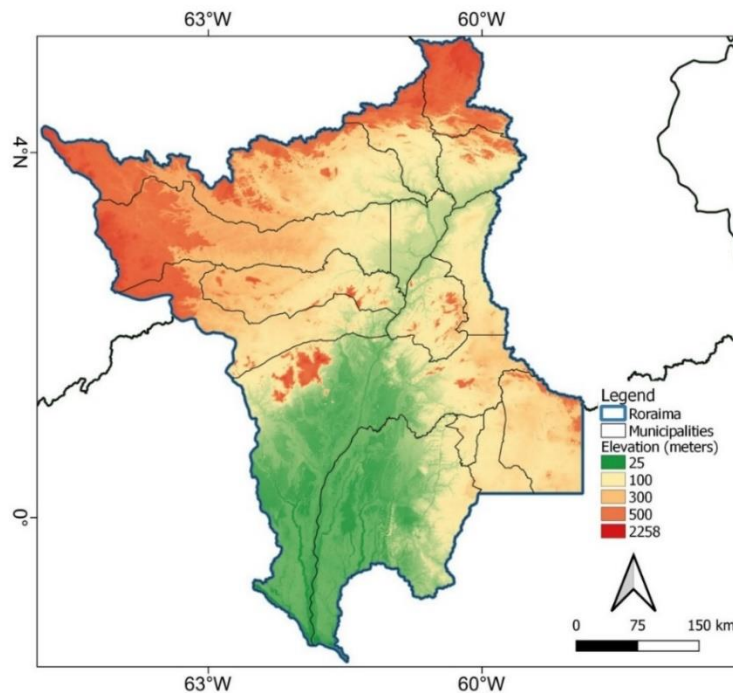 63°W 60°W
4°N
Legend
Roraima
Municipalities
Elevation (meters)
25
100
300
500
2258
0°
0 75 150 km
63°W 60°W